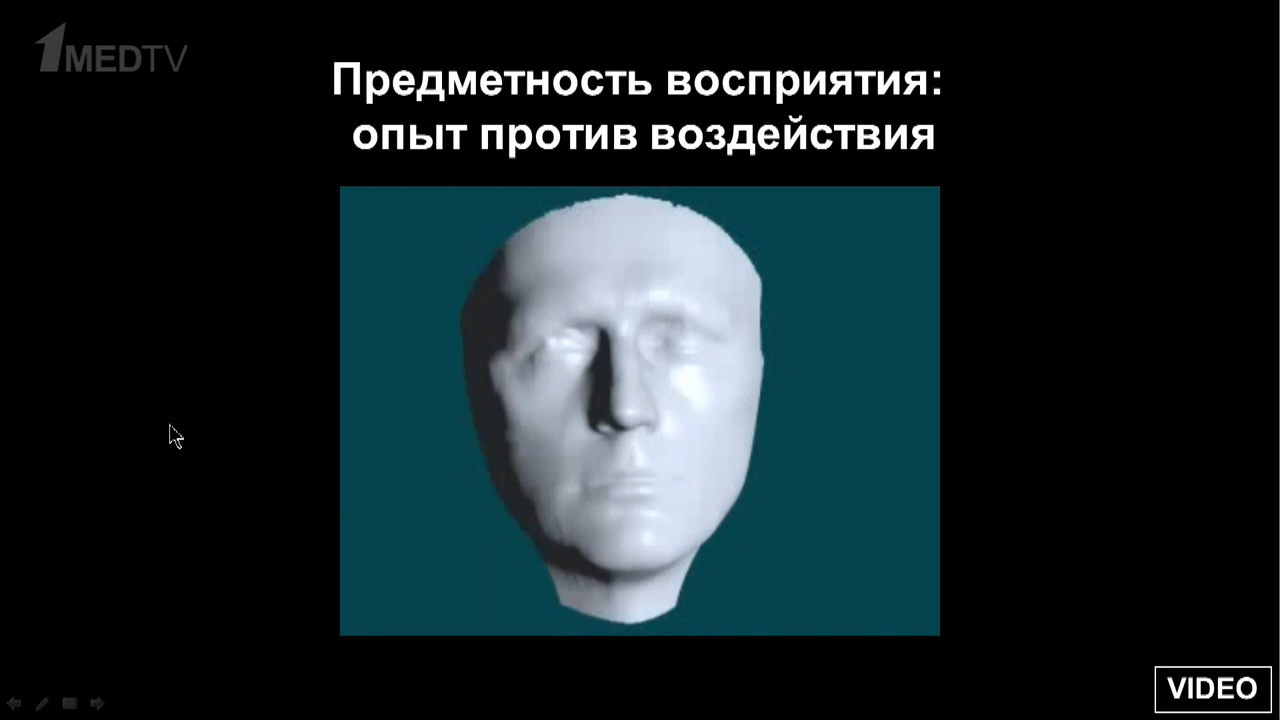 1MEDTV
Предметность восприятия:
опыт против воздействия
VIDEO